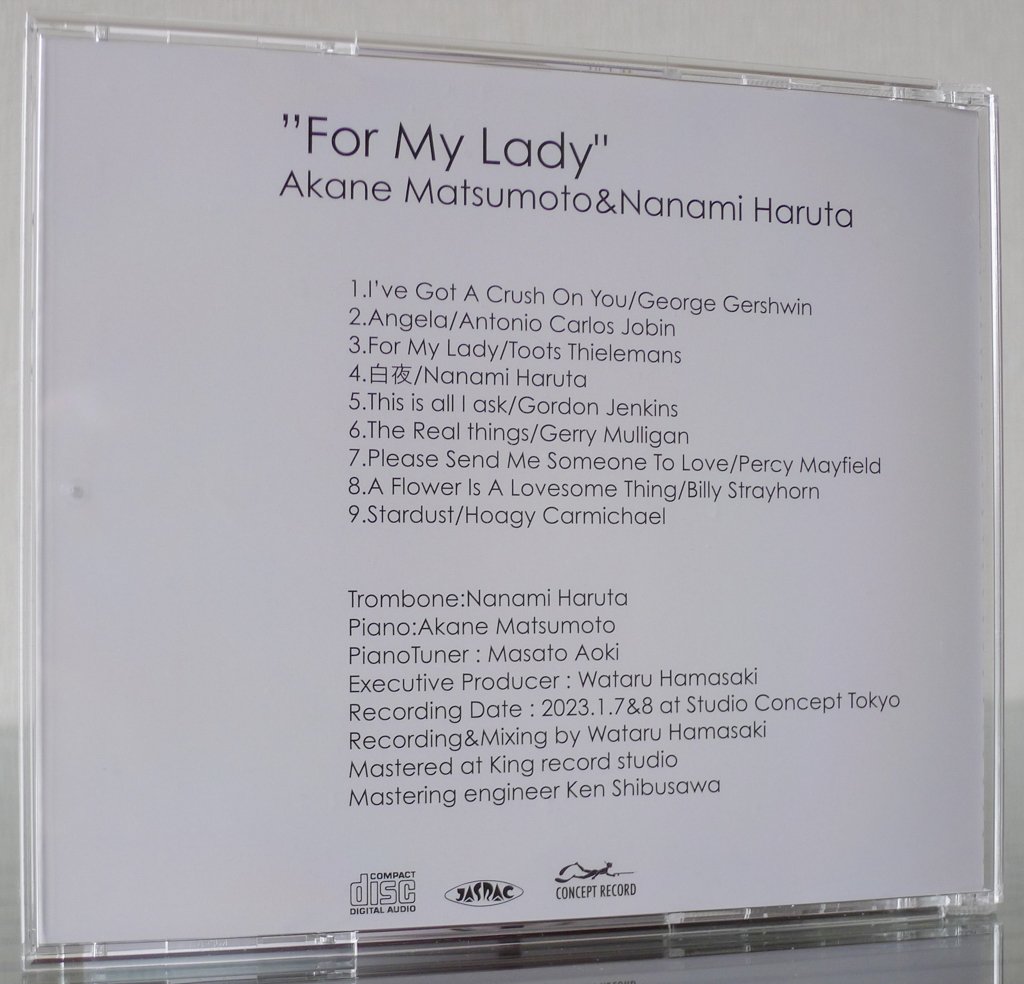 ”For My Lady"
Akane Matsumoto&Nanami Haruta
1.I've Got A Crush On You/George Gershwin
2.Angela/Antonio Carlos Jobin
3.For My Lady/Toots Thielemans
4.白夜/Nanami Haruta
5.This is all I ask/Gordon Jenkins
6.The Real things/Gerry Mulligan
7.Please Send Me Someone To Love/Percy Mayfield
8.A Flower Is A Lovesome Thing/Billy Strayhorn
9.Stardust/Hoagy Carmichael
Trombone:Nanami Haruta
Piano:Akane Matsumoto
PianoTuner : Masato Aoki
Executive Producer : Wataru Hamasaki
Recording Date : 2023.1.7&8 at Studio Concept Tokyo
Recording&Mixing by Wataru Hamasaki
Mastered at King record studio
Mastering engineer Ken Shibusawa
COMPACT
disc
DIGITAL AUDIO
JASRAC
CONCEPT RECORD